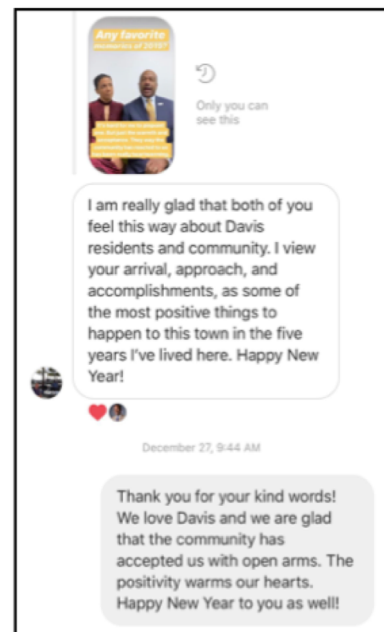 Any favorite
memories of 2018?
Only you can
see this
I am really glad that both of you
feel this way about Davis
residents and community. I view
your arrival, approach, and
accomplishments, as some of
the most positive things to
happen to this town in the five
years I've lived here. Happy New
Year!
December 27, 9:44 AM
Thank you for your kind words!
We love Davis and we are glad
that the community has
accepted us with open arms. The
positivity warms our hearts.
Happy New Year to you as well!